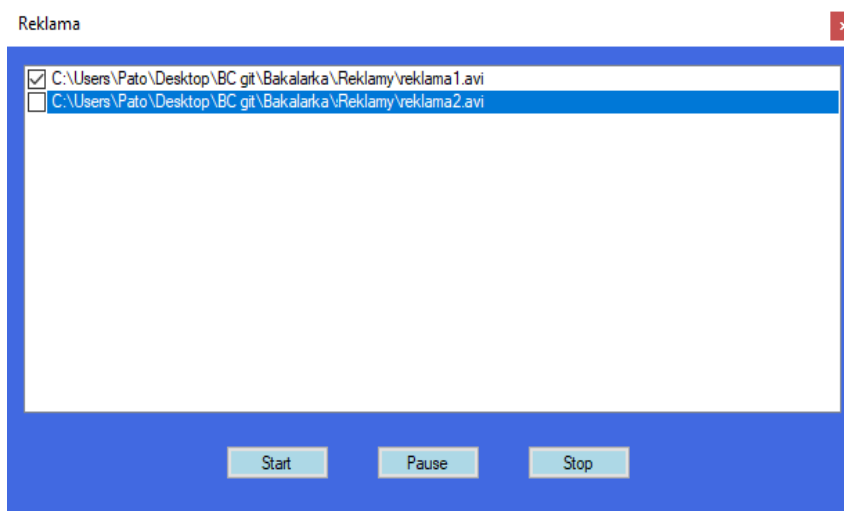 Reklama
C:\Users\Pato\Desktop\BC git\Bakalarka\Reklamy\reklama1.avi
C:\Users\Pato\Desktop\BC git\Bakalarka\Reklamy\reklama2.avi
Start Pause Stop